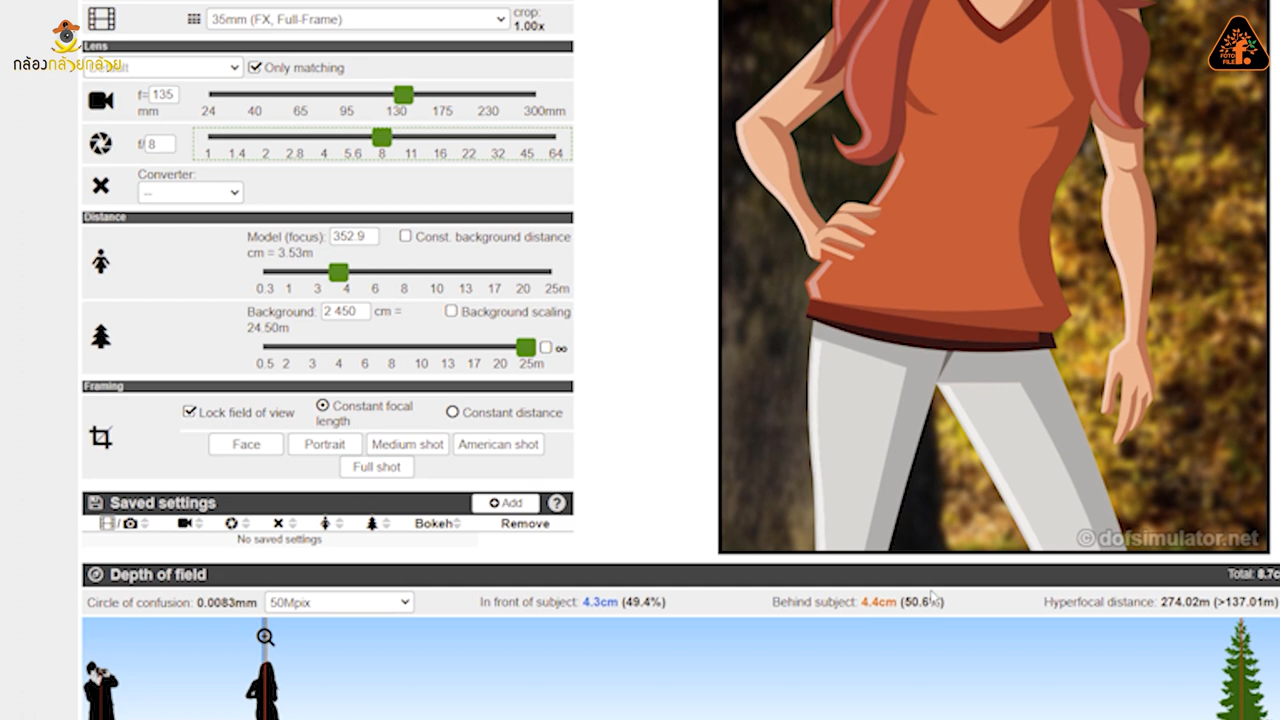 35mm (FX, Full-Frame)
crop:
1.00x
Lens
กล้องกล้วยกล้วย
Only matching
FOTO
FILE
f=
135
mm
24 40 65 95 130 175 230 300mm
f/
8
1 1.4 2 2.8 4 5.6 8 11 16 22 32 45 64
Converter:
--
Distance
Model (focus): 352.9 Const. background distance
cm = 3.53m
0.3 1 3 4 6 8 10 13 17 20 25m
Background: 2 450 cm = Background scaling
24.50m
∞
0.5 2 3 4 6 8 10 13 17 20 25m
Framing
Lock field of view Constant focal length Constant distance
Face Portrait Medium shot American shot
Full shot
Saved settings Add ?
/ Bokeh Remove
No saved settings
© dofsimulator.net
Depth of field Total: 8.7c
Circle of confusion: 0.0083mm 50Mpix In front of subject: 4.3cm (49.4%) Behind subject: 4.4cm (50.6%) Hyperfocal distance: 274.02m (>137.01m)